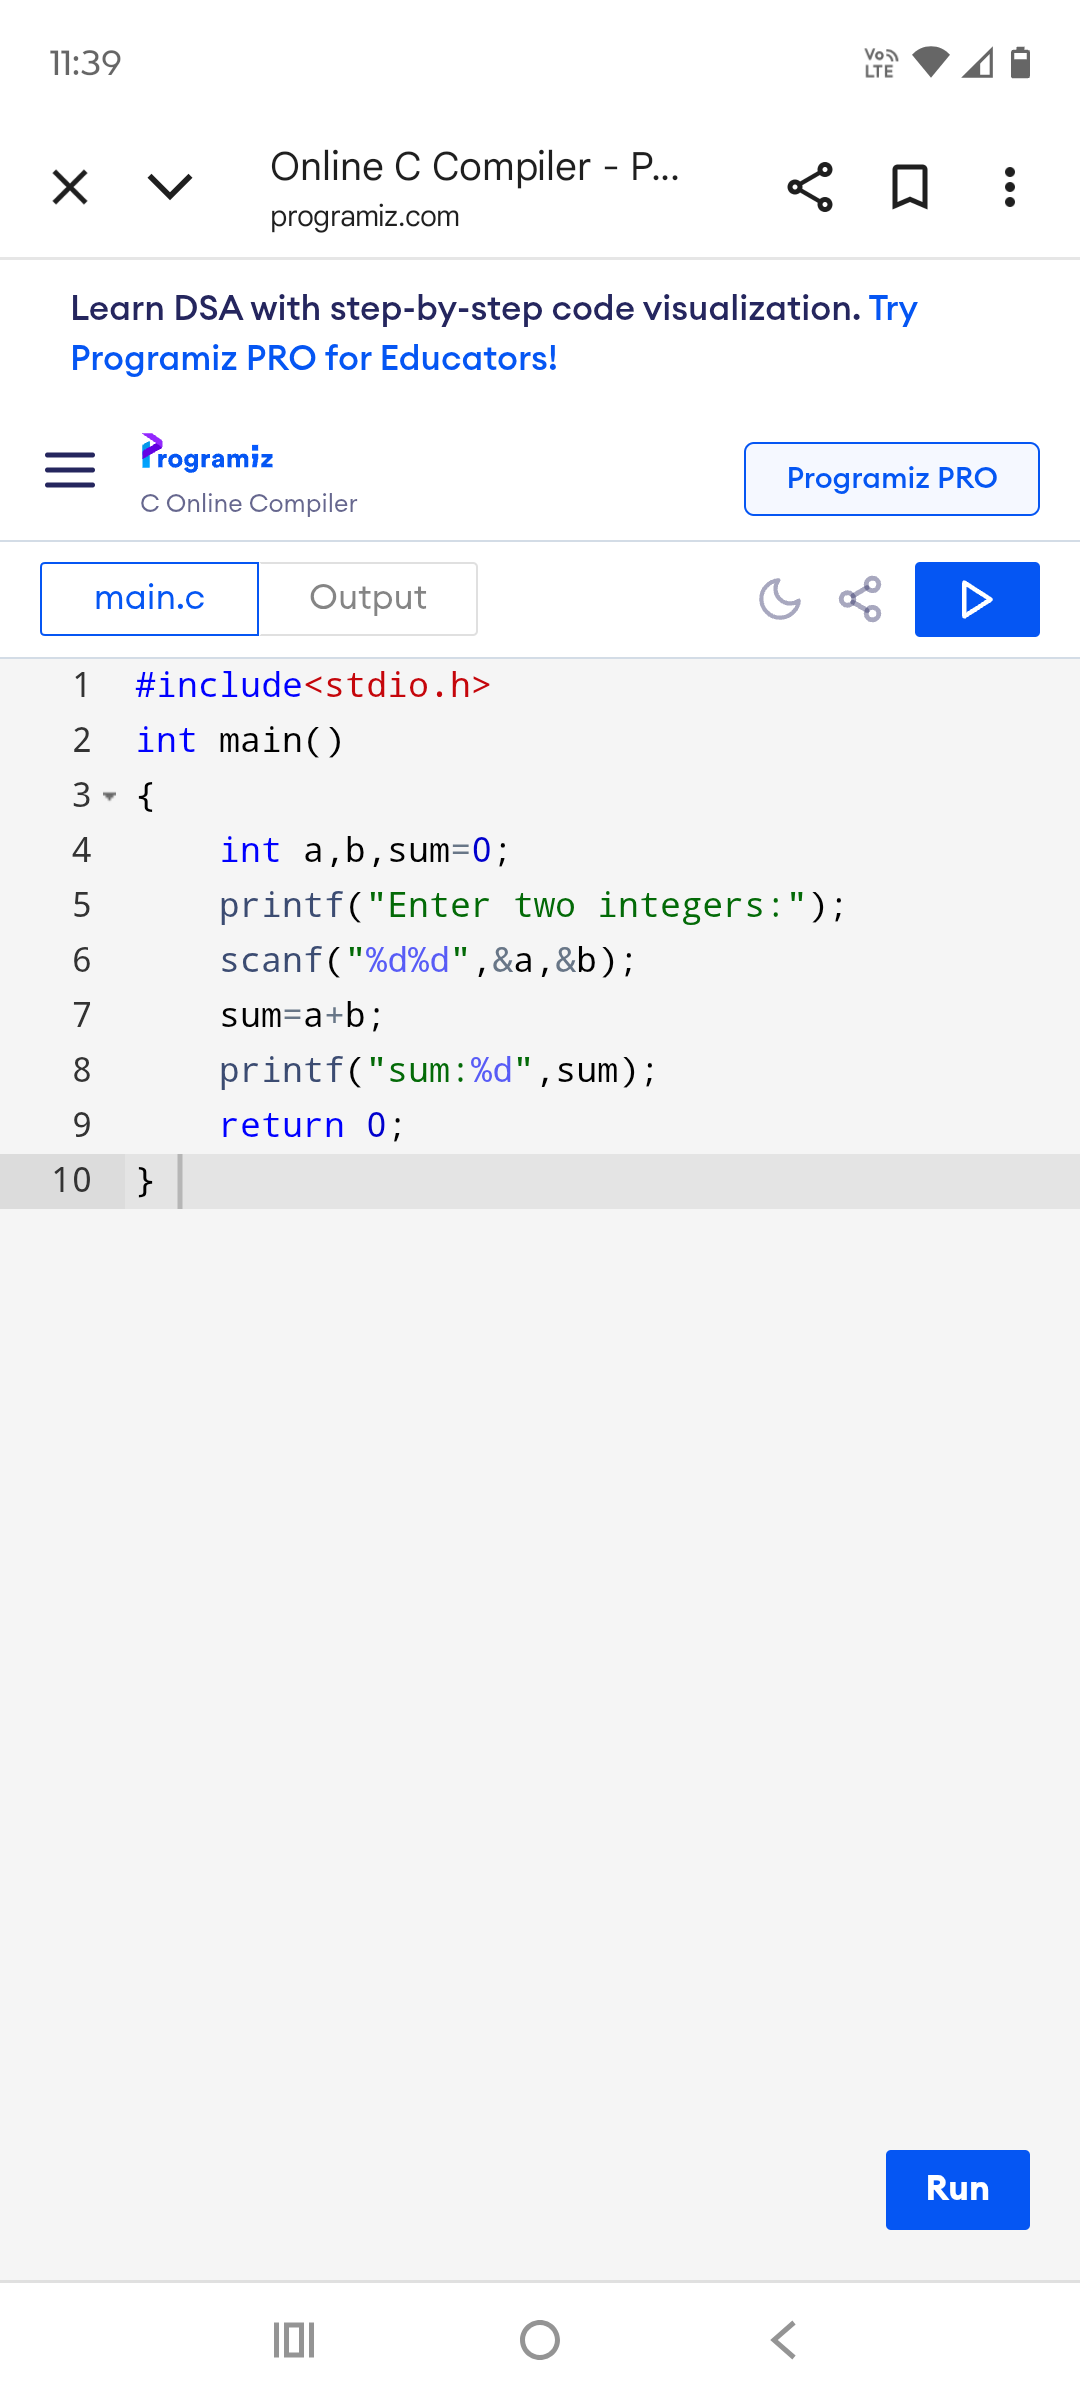 11:39
Vo LTE
Online C Compiler - P...
programiz.com
Learn DSA with step-by-step code visualization. Try
Programiz PRO for Educators!
Programiz
C Online Compiler
Programiz PRO
main.c
Output
1 #include<stdio.h>
2 int main()
3 {
4     int a,b,sum=0;
5     printf("Enter two integers:");
6     scanf("%d%d",&a,&b);
7     sum=a+b;
8     printf("sum:%d",sum);
9     return 0;
10 }
Run